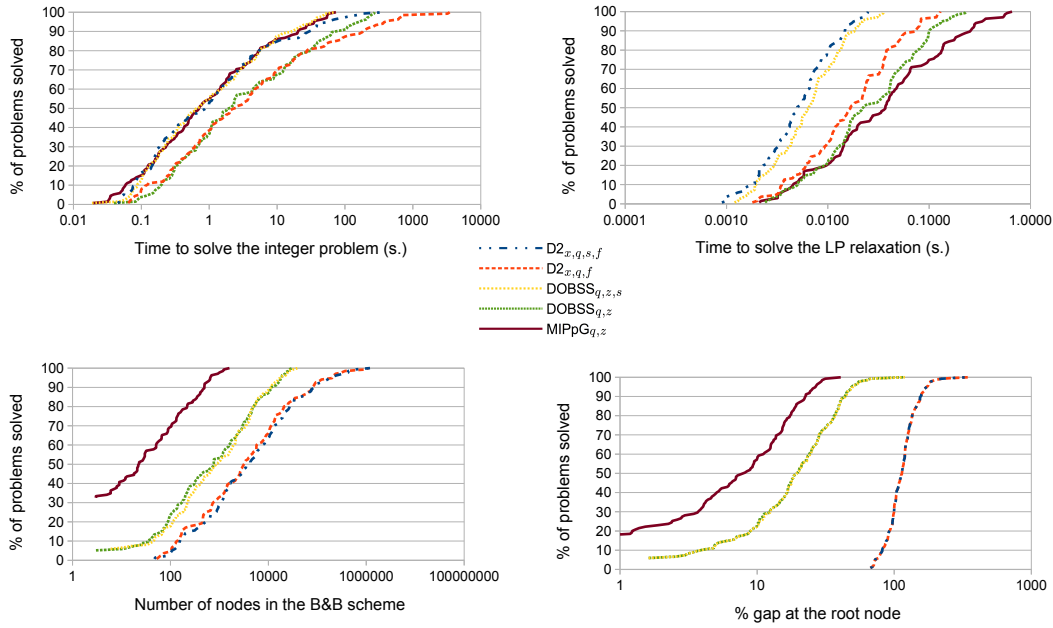 % of problems solved
100
90
80
70
60
50
40
30
20
10
0
0.01 0.1 1 10 100 1000 10000
Time to solve the integer problem (s.)
% of problems solved
100
90
80
70
60
50
40
30
20
10
0
0.0001 0.0010 0.0100 0.1000 1.0000
Time to solve the LP relaxation (s.)
D2x,q,s,f
D2x,q,f
DOBSSq,z,s
DOBSSq,z
MIPpGq,z
% of problems solved
100
90
80
70
60
50
40
30
20
10
0
1 100 10000 1000000 100000000
Number of nodes in the B&B scheme
% of problems solved
100
90
80
70
60
50
40
30
20
10
0
1 10 100 1000
% gap at the root node